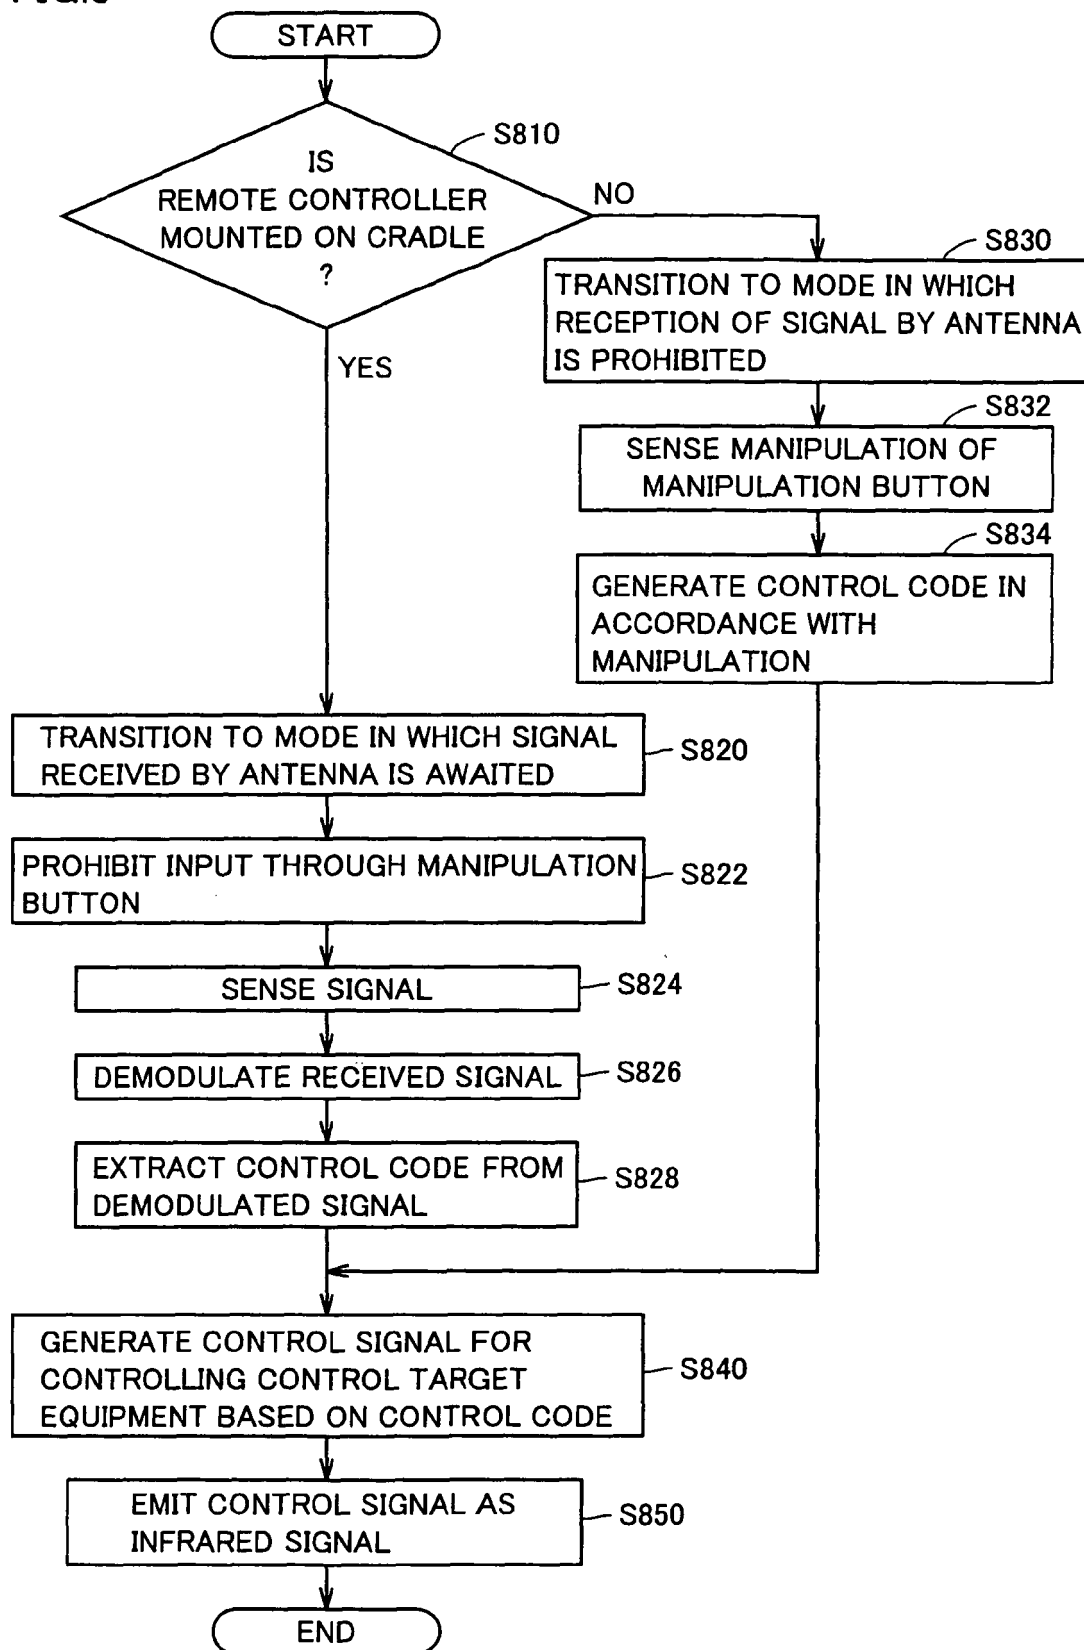 START
S810
IS
REMOTE CONTROLLER
MOUNTED ON CRADLE
?
NO
YES
S830
TRANSITION TO MODE IN WHICH
RECEPTION OF SIGNAL BY ANTENNA
IS PROHIBITED
S832
SENSE MANIPULATION OF
MANIPULATION BUTTON
S834
GENERATE CONTROL CODE IN
ACCORDANCE WITH
MANIPULATION
TRANSITION TO MODE IN WHICH SIGNAL
RECEIVED BY ANTENNA IS AWAITED
S820
PROHIBIT INPUT THROUGH MANIPULATION
BUTTON
S822
SENSE SIGNAL
S824
DEMODULATE RECEIVED SIGNAL
S826
EXTRACT CONTROL CODE FROM
DEMODULATED SIGNAL
S828
GENERATE CONTROL SIGNAL FOR
CONTROLLING CONTROL TARGET
EQUIPMENT BASED ON CONTROL CODE
S840
EMIT CONTROL SIGNAL AS
INFRARED SIGNAL
S850
END